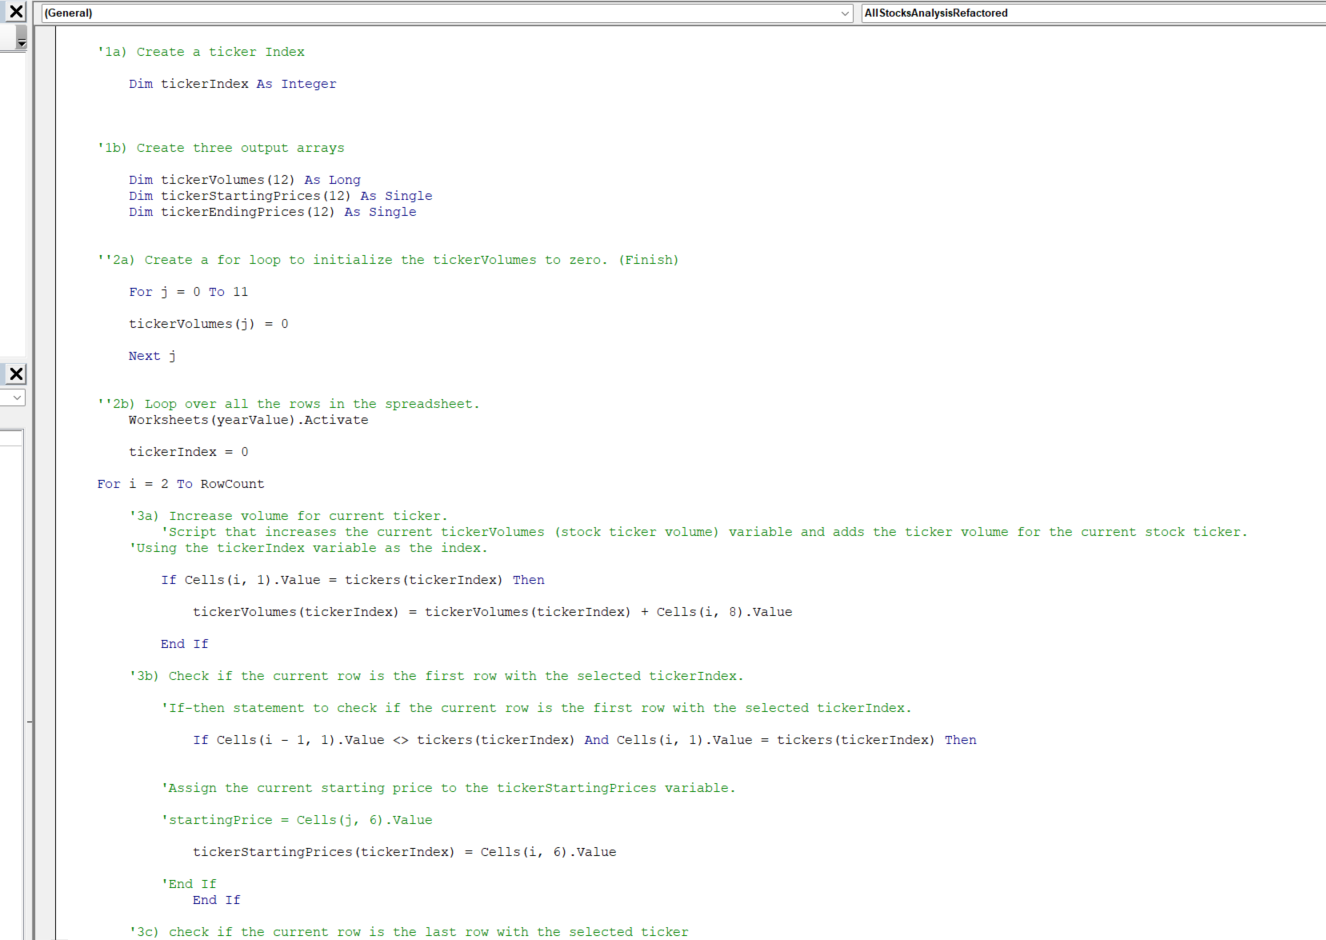 (General)
AllStocksAnalysisRefactored
'1a) Create a ticker Index
Dim tickerIndex As Integer
'1b) Create three output arrays
Dim tickerVolumes(12) As Long
Dim tickerStartingPrices(12) As Single
Dim tickerEndingPrices(12) As Single
''2a) Create a for loop to initialize the tickerVolumes to zero. (Finish)
For j = 0 To 11
tickerVolumes(j) = 0
Next j
''2b) Loop over all the rows in the spreadsheet.
Worksheets(yearValue).Activate
tickerIndex = 0
For i = 2 To RowCount
'3a) Increase volume for current ticker.
'Script that increases the current tickerVolumes (stock ticker volume) variable and adds the ticker volume for the current stock ticker.
'Using the tickerIndex variable as the index.
If Cells(i, 1).Value = tickers(tickerIndex) Then
tickerVolumes(tickerIndex) = tickerVolumes(tickerIndex) + Cells(i, 8).Value
End If
'3b) Check if the current row is the first row with the selected tickerIndex.
'If-then statement to check if the current row is the first row with the selected tickerIndex.
If Cells(i - 1, 1).Value <> tickers(tickerIndex) And Cells(i, 1).Value = tickers(tickerIndex) Then
'Assign the current starting price to the tickerStartingPrices variable.
'startingPrice = Cells(j, 6).Value
tickerStartingPrices(tickerIndex) = Cells(i, 6).Value
'End If
End If
'3c) check if the current row is the last row with the selected ticker